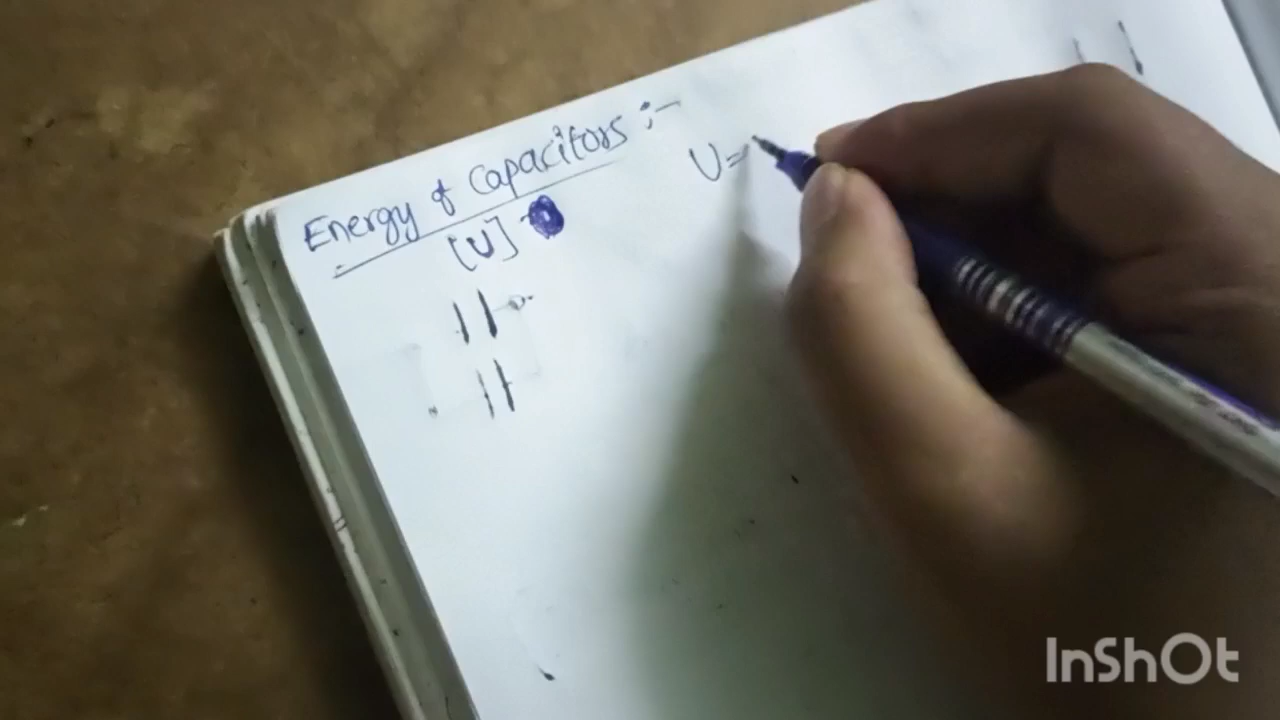 Energy of Capacitors :-
[U]
U=
InShOt